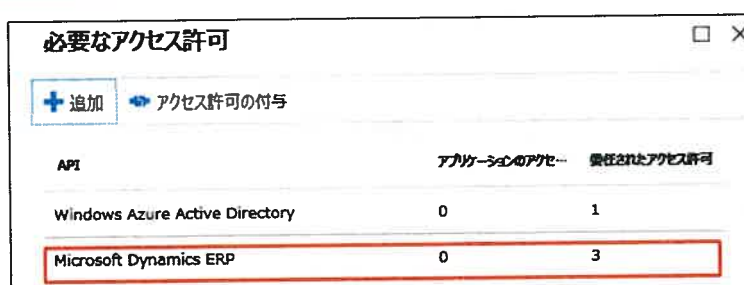 必要なアクセス許可
追加 アクセス許可の付与
API アプリケーションのアクセ… 委任されたアクセス許可
Windows Azure Active Directory 0 1
Microsoft Dynamics ERP 0 3